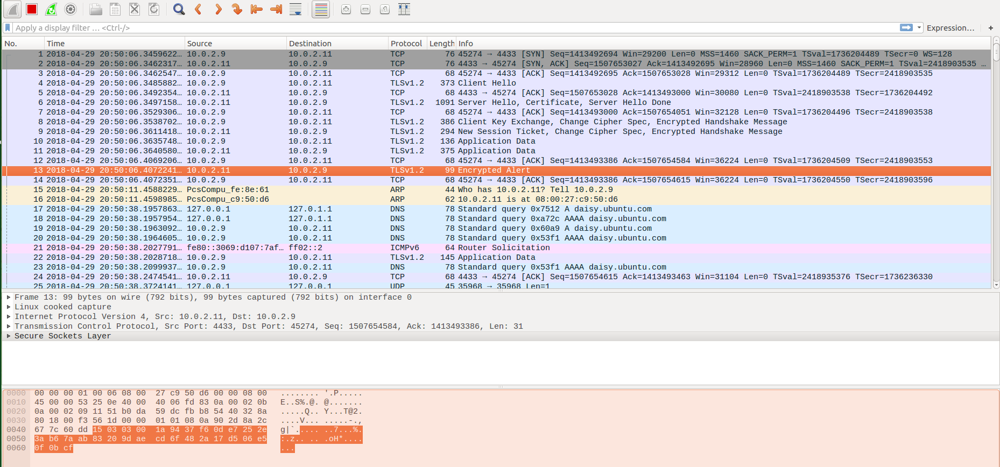 Apply a display filter … <Ctrl-/> Expression… +
No. Time Source Destination Protocol Length Info
1 2018-04-29 20:50:06.3459622… 10.0.2.9 10.0.2.11 TCP 76 45274 → 4433 [SYN] Seq=1413492694 Win=29200 Len=0 MSS=1460 SACK_PERM=1 TSval=1736204489 TSecr=0 WS=128
2 2018-04-29 20:50:06.3462317… 10.0.2.11 10.0.2.9 TCP 76 4433 → 45274 [SYN, ACK] Seq=1507653027 Ack=1413492695 Win=28960 Len=0 MSS=1460 SACK_PERM=1 TSval=2418903535 …
3 2018-04-29 20:50:06.3462547… 10.0.2.9 10.0.2.11 TCP 68 45274 → 4433 [ACK] Seq=1413492695 Ack=1507653028 Win=29312 Len=0 TSval=1736204489 TSecr=2418903535
4 2018-04-29 20:50:06.3485882… 10.0.2.9 10.0.2.11 TLSv1.2 373 Client Hello
5 2018-04-29 20:50:06.3492354… 10.0.2.11 10.0.2.9 TCP 68 4433 → 45274 [ACK] Seq=1507653028 Ack=1413493000 Win=30080 Len=0 TSval=2418903538 TSecr=1736204492
6 2018-04-29 20:50:06.3497158… 10.0.2.11 10.0.2.9 TLSv1.2 1091 Server Hello, Certificate, Server Hello Done
7 2018-04-29 20:50:06.3529306… 10.0.2.9 10.0.2.11 TCP 68 45274 → 4433 [ACK] Seq=1413493000 Ack=1507654051 Win=32128 Len=0 TSval=1736204496 TSecr=2418903538
8 2018-04-29 20:50:06.3538702… 10.0.2.9 10.0.2.11 TLSv1.2 386 Client Key Exchange, Change Cipher Spec, Encrypted Handshake Message
9 2018-04-29 20:50:06.3611418… 10.0.2.11 10.0.2.9 TLSv1.2 294 New Session Ticket, Change Cipher Spec, Encrypted Handshake Message
10 2018-04-29 20:50:06.3635748… 10.0.2.9 10.0.2.11 TLSv1.2 136 Application Data
11 2018-04-29 20:50:06.3640580… 10.0.2.11 10.0.2.9 TLSv1.2 375 Application Data
12 2018-04-29 20:50:06.4069206… 10.0.2.9 10.0.2.11 TCP 68 45274 → 4433 [ACK] Seq=1413493386 Ack=1507654584 Win=36224 Len=0 TSval=1736204509 TSecr=2418903553
13 2018-04-29 20:50:06.4072241… 10.0.2.11 10.0.2.9 TLSv1.2 99 Encrypted Alert
14 2018-04-29 20:50:06.4072351… 10.0.2.9 10.0.2.11 TCP 68 45274 → 4433 [ACK] Seq=1413493386 Ack=1507654615 Win=36224 Len=0 TSval=1736204550 TSecr=2418903596
15 2018-04-29 20:50:11.4588229… PcsCompu_fe:8e:61 ARP 44 Who has 10.0.2.11? Tell 10.0.2.9
16 2018-04-29 20:50:11.4598985… PcsCompu_c9:50:d6 ARP 62 10.0.2.11 is at 08:00:27:c9:50:d6
17 2018-04-29 20:50:38.1957863… 127.0.0.1 127.0.1.1 DNS 78 Standard query 0x7512 A daisy.ubuntu.com
18 2018-04-29 20:50:38.1957954… 127.0.0.1 127.0.1.1 DNS 78 Standard query 0xa72c AAAA daisy.ubuntu.com
19 2018-04-29 20:50:38.1963092… 10.0.2.9 10.0.2.11 DNS 78 Standard query 0x60a9 A daisy.ubuntu.com
20 2018-04-29 20:50:38.1964605… 10.0.2.9 10.0.2.11 DNS 78 Standard query 0x53f1 AAAA daisy.ubuntu.com
21 2018-04-29 20:50:38.2027791… fe80::3069:d107:7af… ff02::2 ICMPv6 64 Router Solicitation
22 2018-04-29 20:50:38.2028718… 10.0.2.9 10.0.2.11 TLSv1.2 145 Application Data
23 2018-04-29 20:50:38.2099937… 10.0.2.9 10.0.2.11 DNS 78 Standard query 0x53f1 AAAA daisy.ubuntu.com
24 2018-04-29 20:50:38.2474541… 10.0.2.11 10.0.2.9 TCP 68 4433 → 45274 [ACK] Seq=1507654615 Ack=1413493463 Win=31104 Len=0 TSval=2418935376 TSecr=1736236330
25 2018-04-29 20:50:38.3724141… 127.0.0.1 127.0.0.1 UDP 45 35968 → 35968 Len=1
Frame 13: 99 bytes on wire (792 bits), 99 bytes captured (792 bits) on interface 0
Linux cooked capture
Internet Protocol Version 4, Src: 10.0.2.11, Dst: 10.0.2.9
Transmission Control Protocol, Src Port: 4433, Dst Port: 45274, Seq: 1507654584, Ack: 1413493386, Len: 31
Secure Sockets Layer
0000 00 00 00 01 00 06 08 00 27 c9 50 d6 00 00 08 00 ........ '.P.....
0010 45 00 00 53 25 0e 40 00 40 06 fd 83 0a 00 02 0b E..S%.@. @.......
0020 0a 00 02 09 11 51 b0 da 59 dc fb b8 54 40 32 8a .....Q.. Y...T@2.
0030 80 18 00 f3 56 1d 00 00 01 01 08 0a 90 2d 8a 2c ....V... .....-.,
0040 67 7c 60 dd 15 03 03 00 1a 94 37 f6 0d e7 25 2e g|`..... ..7...%.
0050 3a b6 7a ab 83 20 9d ae cd 6f 48 2a 17 d5 06 e5 :.z.. .. .oH*....
0060 0f 0b cf ...